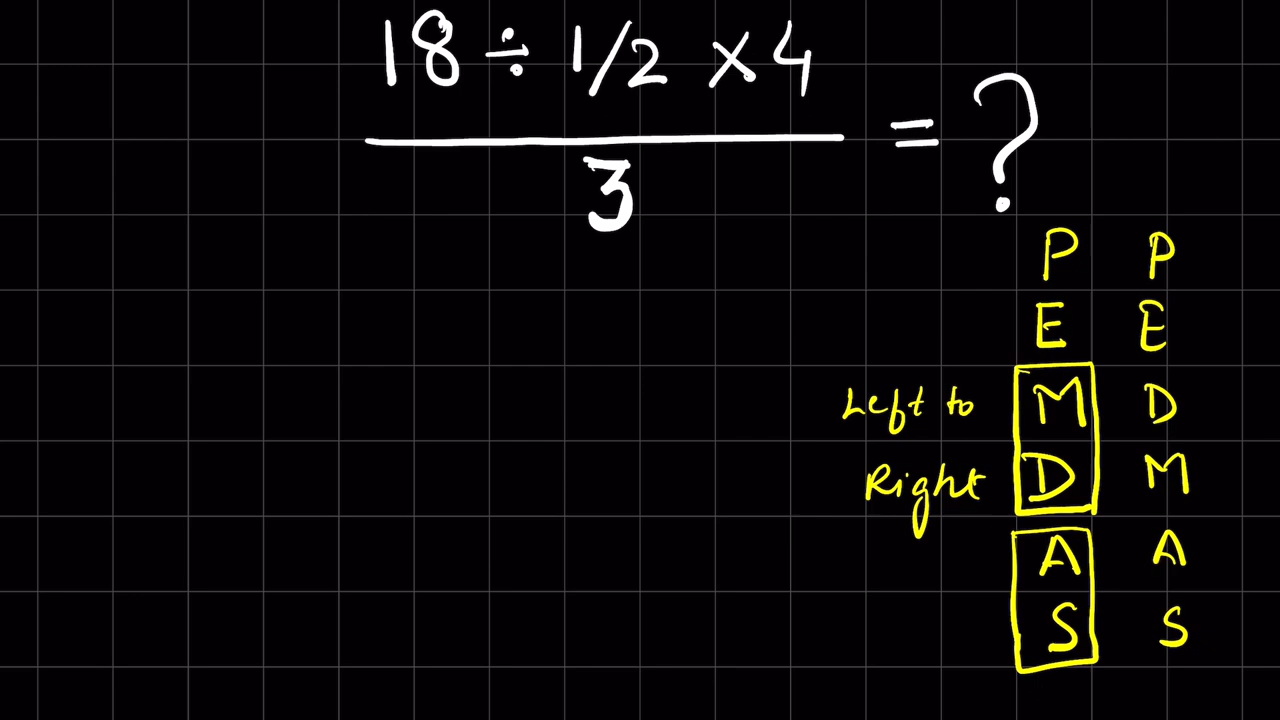 18 ÷ 1/2 × 4
= ?
3
P P
E E
Left to M D
Right D M
A A
S S